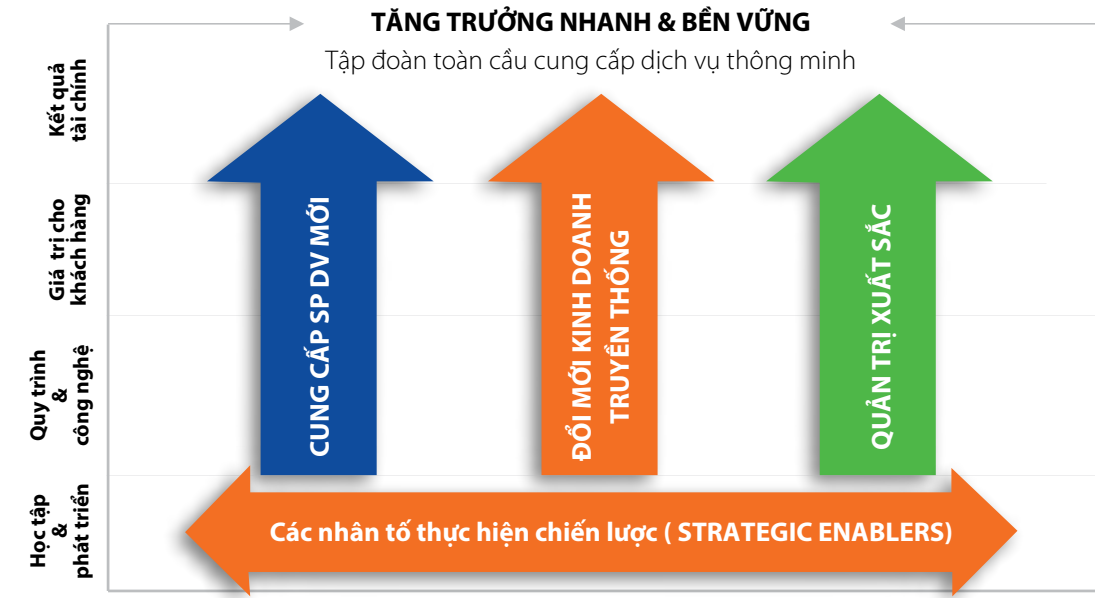 TĂNG TRƯỞNG NHANH & BỀN VỮNG
Tập đoàn toàn cầu cung cấp dịch vụ thông minh
Kết quả
tài chính
Giá trị cho
khách hàng
Quy trình
&
công nghệ
Học tập
&
phát triển
CUNG CẤP SP DV MỚI
ĐỔI MỚI KINH DOANH
TRUYỀN THỐNG
QUẢN TRỊ XUẤT SẮC
Các nhân tố thực hiện chiến lược ( STRATEGIC ENABLERS)